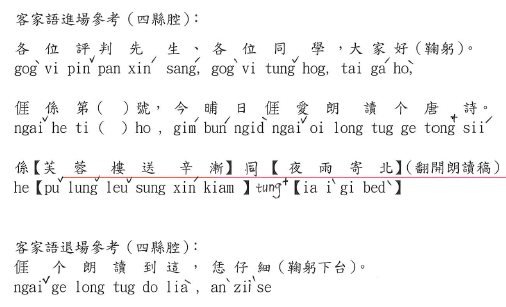 客家語進場參考(四縣腔)：
各位評判先生、各位同學，大家好(鞠躬)。
gogˋ viˋ pinˇ pan xinˊ sangˊ, gogˋ vi tungˇ hog, tai gaˊ hoˋ,
𠊎係第( )號，今晡日𠊎愛朗讀个唐詩。
ngaiˇ he ti ( ) ho , gimˊ bunˊ ngidˋ ngaiˇ oi long tug ge tong⁺ siiˊ
係【芙蓉樓送辛漸】同【夜雨寄北】(翻開朗讀稿)
he【puˇ lungˇ leuˇ sung xinˊ kiam 】tung⁺【ia iˋ gi bedˋ】
客家語退場參考(四縣腔)：
𠊎个朗讀到這，恁仔細(鞠躬下台)。
ngaiˇ ge long tug do liaˋ , anˋ ziiˋ se